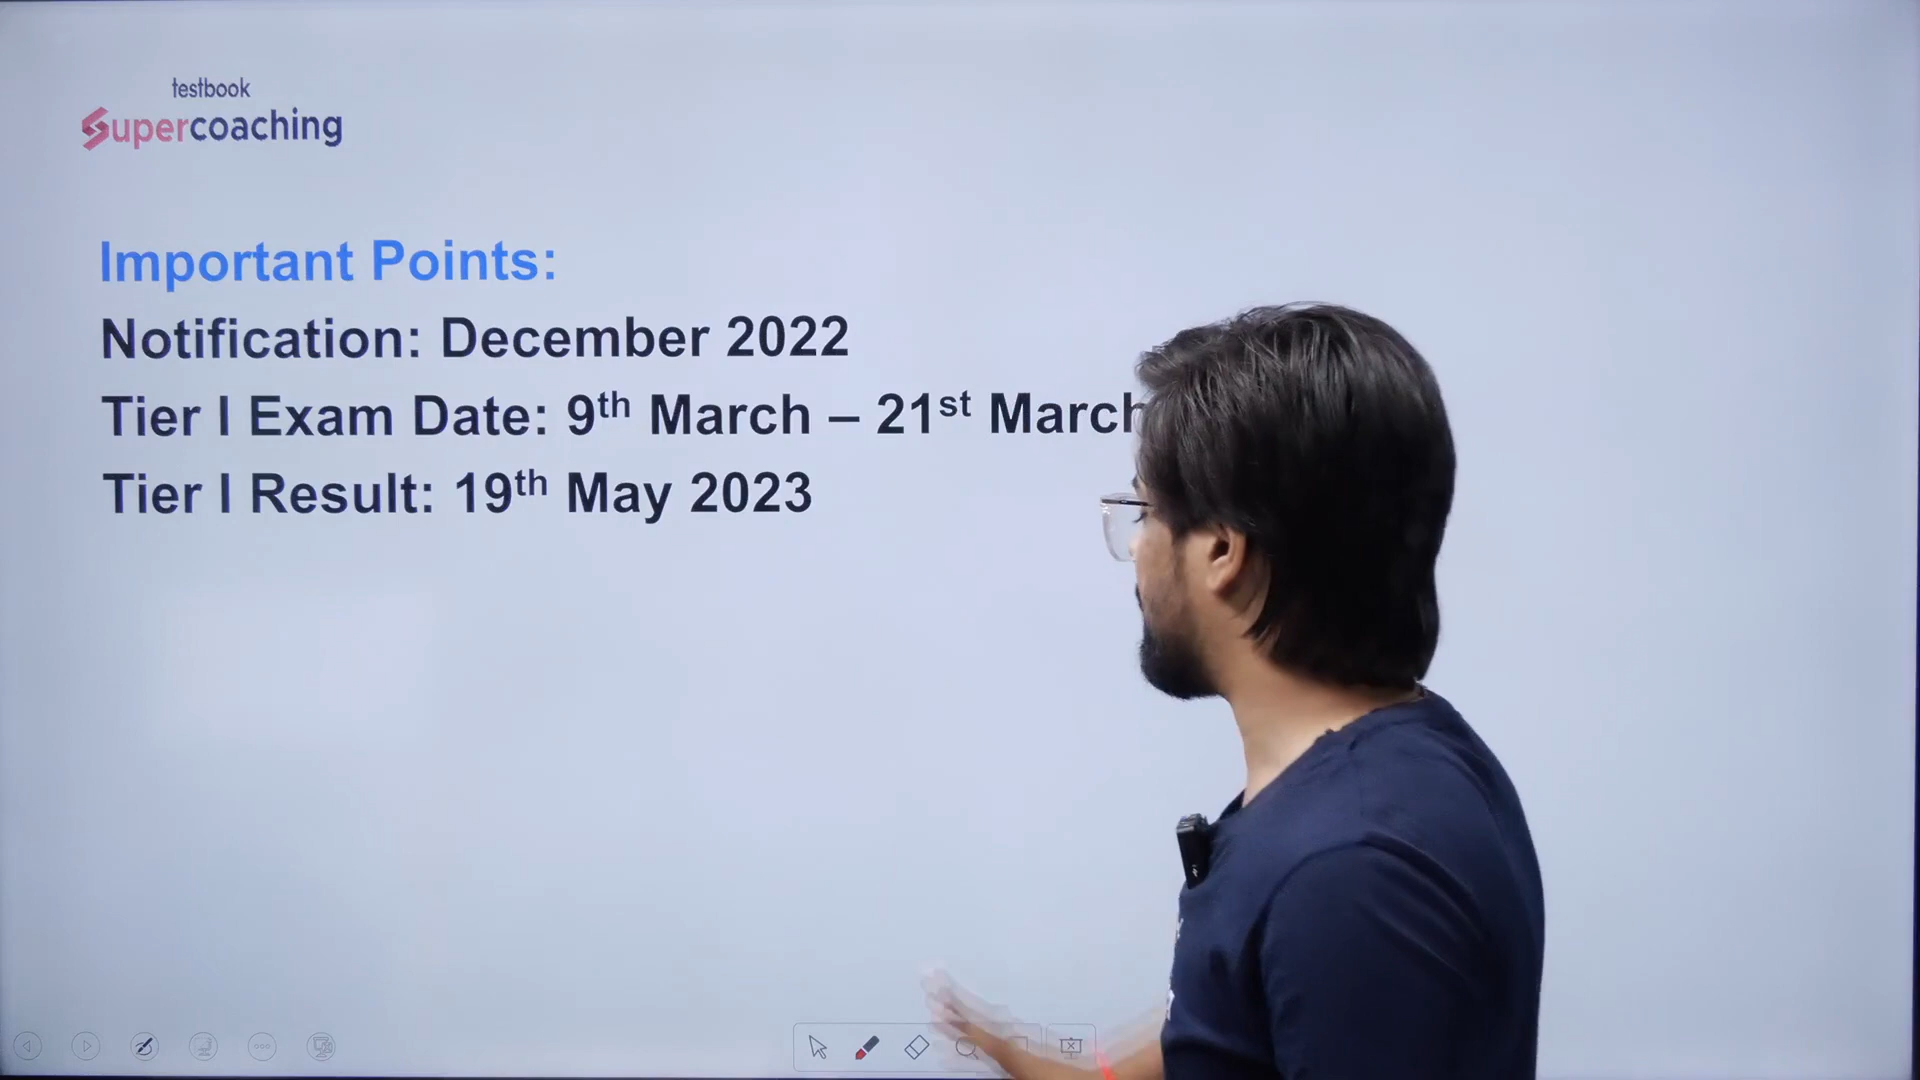 testbook
Supercoaching
Important Points:
Notification: December 2022
Tier I Exam Date: 9th March – 21st March
Tier I Result: 19th May 2023